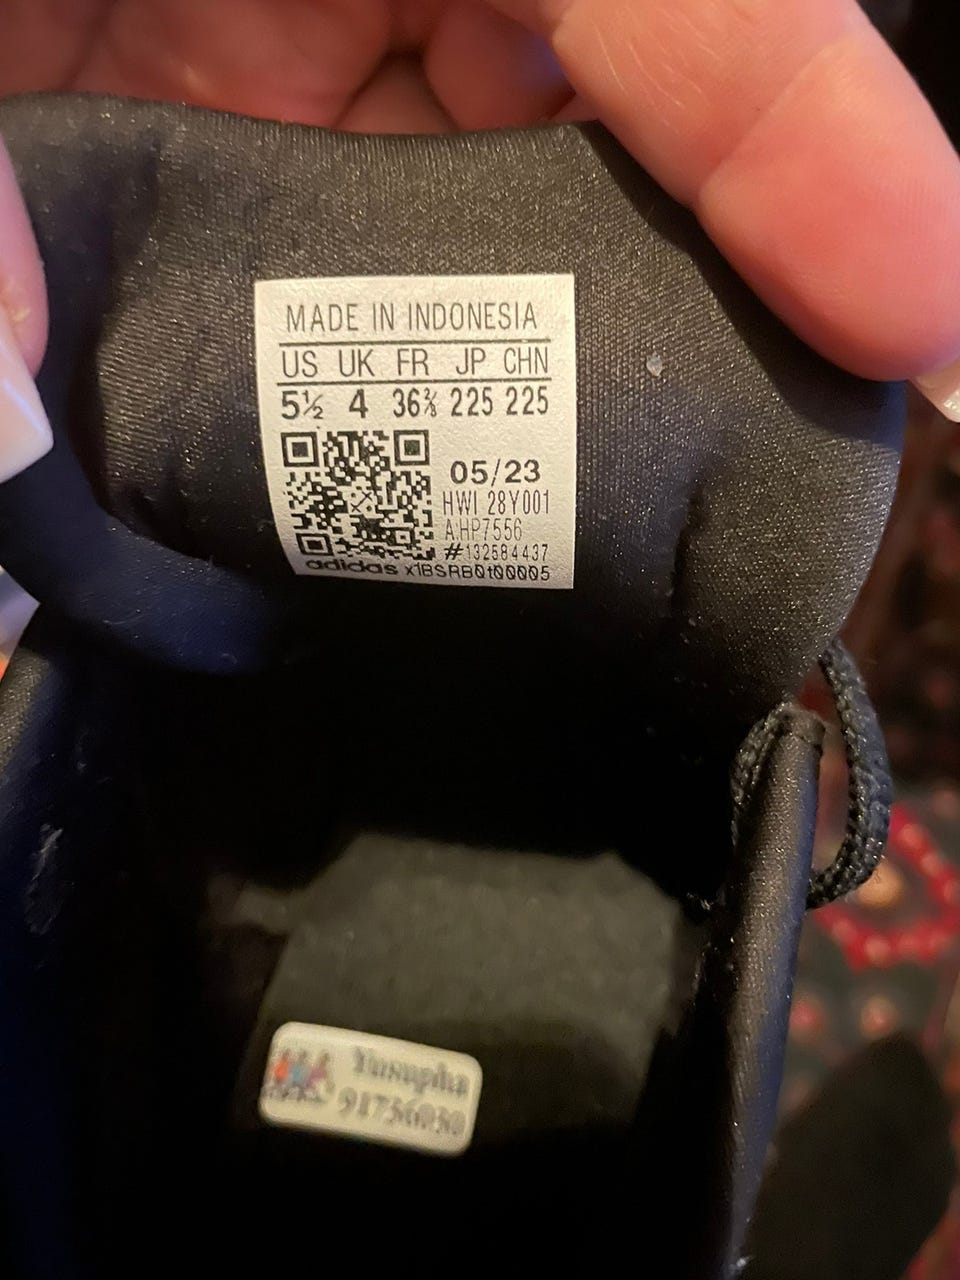 MADE IN INDONESIA
US UK FR JP CHN
5½ 4 36⅔ 225 225
05/23
HWI 28Y001
A:HP7556
#132584437
adidas x1BSRB0t00005
Yusupha